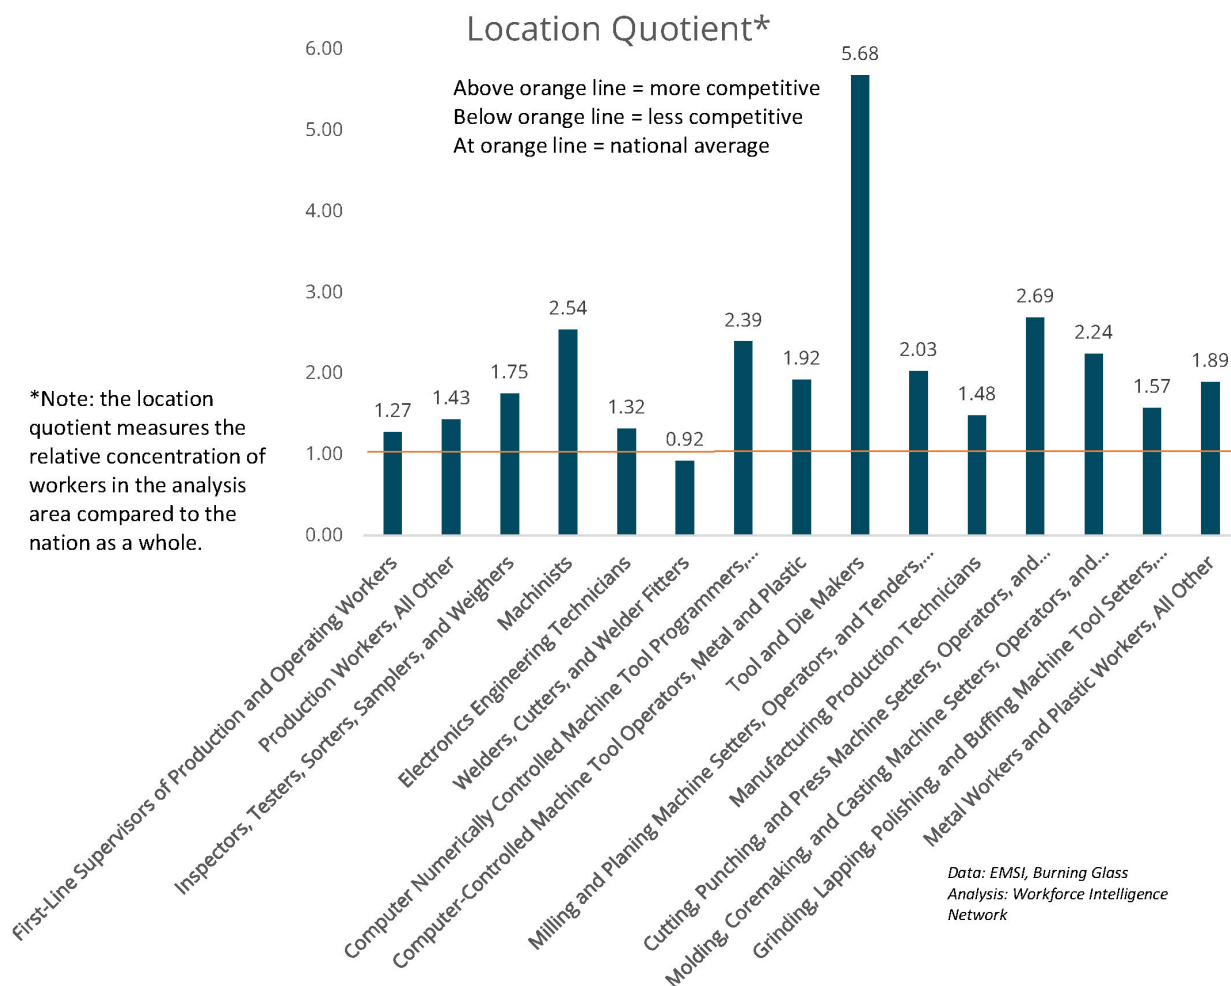 Location Quotient*
Above orange line = more competitive
Below orange line = less competitive
At orange line = national average
6.00
5.00
4.00
3.00
2.00
1.00
0.00
1.27
1.43
1.75
2.54
1.32
0.92
2.39
1.92
5.68
2.03
1.48
2.69
2.24
1.57
1.89
*Note: the location
quotient measures the
relative concentration of
workers in the analysis
area compared to the
nation as a whole.
First-Line Supervisors of Production and Operating Workers
Production Workers, All Other
Inspectors, Testers, Sorters, Samplers, and Weighers
Machinists
Electronics Engineering Technicians
Welders, Cutters, and Welder Fitters
Computer Numerically Controlled Machine Tool Programmers,...
Computer-Controlled Machine Tool Operators, Metal and Plastic
Tool and Die Makers
Milling and Planing Machine Setters, Operators, and Tenders,...
Manufacturing Production Technicians
Cutting, Punching, and Press Machine Setters, Operators, and...
Molding, Coremaking, and Casting Machine Setters, Operators, and...
Grinding, Lapping, Polishing, and Buffing Machine Tool Setters,...
Metal Workers and Plastic Workers, All Other
Data: EMSI, Burning Glass
Analysis: Workforce Intelligence
Network